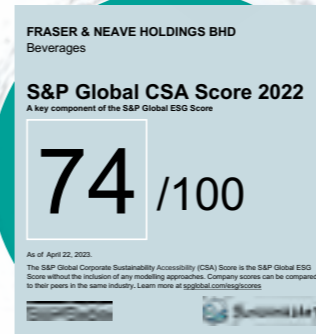 FRASER & NEAVE HOLDINGS BHD
Beverages
S&P Global CSA Score 2022
A key component of the S&P Global ESG Score
74 /100
As of April 22, 2023.
The S&P Global Corporate Sustainability Accessibility (CSA) Score is the S&P Global ESG
Score without the inclusion of any modelling approaches. Company scores can be compared
to their peers in the same industry. Learn more at spglobal.com/esg/scores
S&P Global